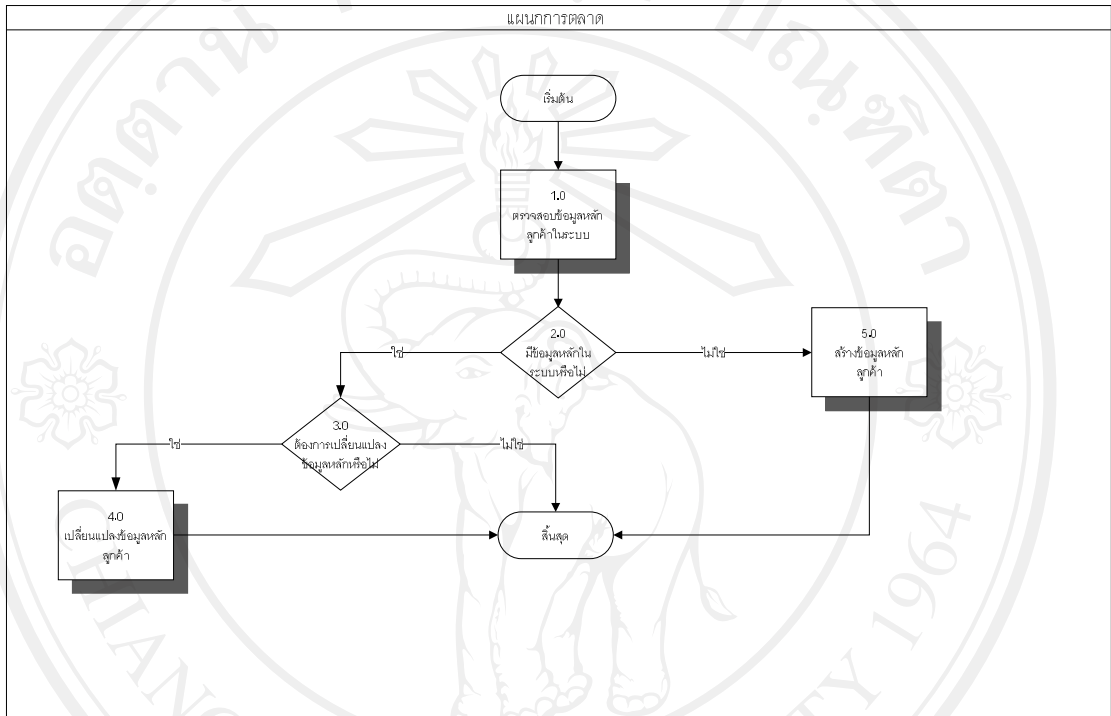 แผนกการตลาด
เริ่มต้น
1.0
ตรวจสอบข้อมูลหลัก
ลูกค้าในระบบ
2.0
มีข้อมูลหลักใน
ระบบหรือไม่
ใช่
ไม่ใช่
5.0
สร้างข้อมูลหลัก
ลูกค้า
3.0
ต้องการเปลี่ยนแปลง
ข้อมูลหลักหรือไม่
ใช่
ไม่ใช่
4.0
เปลี่ยนแปลงข้อมูลหลัก
ลูกค้า
สิ้นสุด
1964